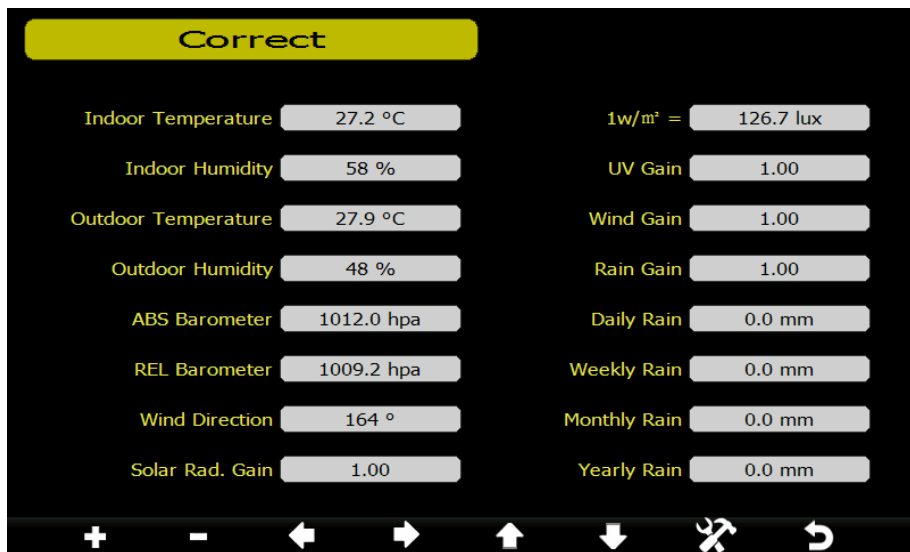 Correct
Indoor Temperature 27.2 °C
Indoor Humidity 58 %
Outdoor Temperature 27.9 °C
Outdoor Humidity 48 %
ABS Barometer 1012.0 hpa
REL Barometer 1009.2 hpa
Wind Direction 164 °
Solar Rad. Gain 1.00
1w/m² = 126.7 lux
UV Gain 1.00
Wind Gain 1.00
Rain Gain 1.00
Daily Rain 0.0 mm
Weekly Rain 0.0 mm
Monthly Rain 0.0 mm
Yearly Rain 0.0 mm